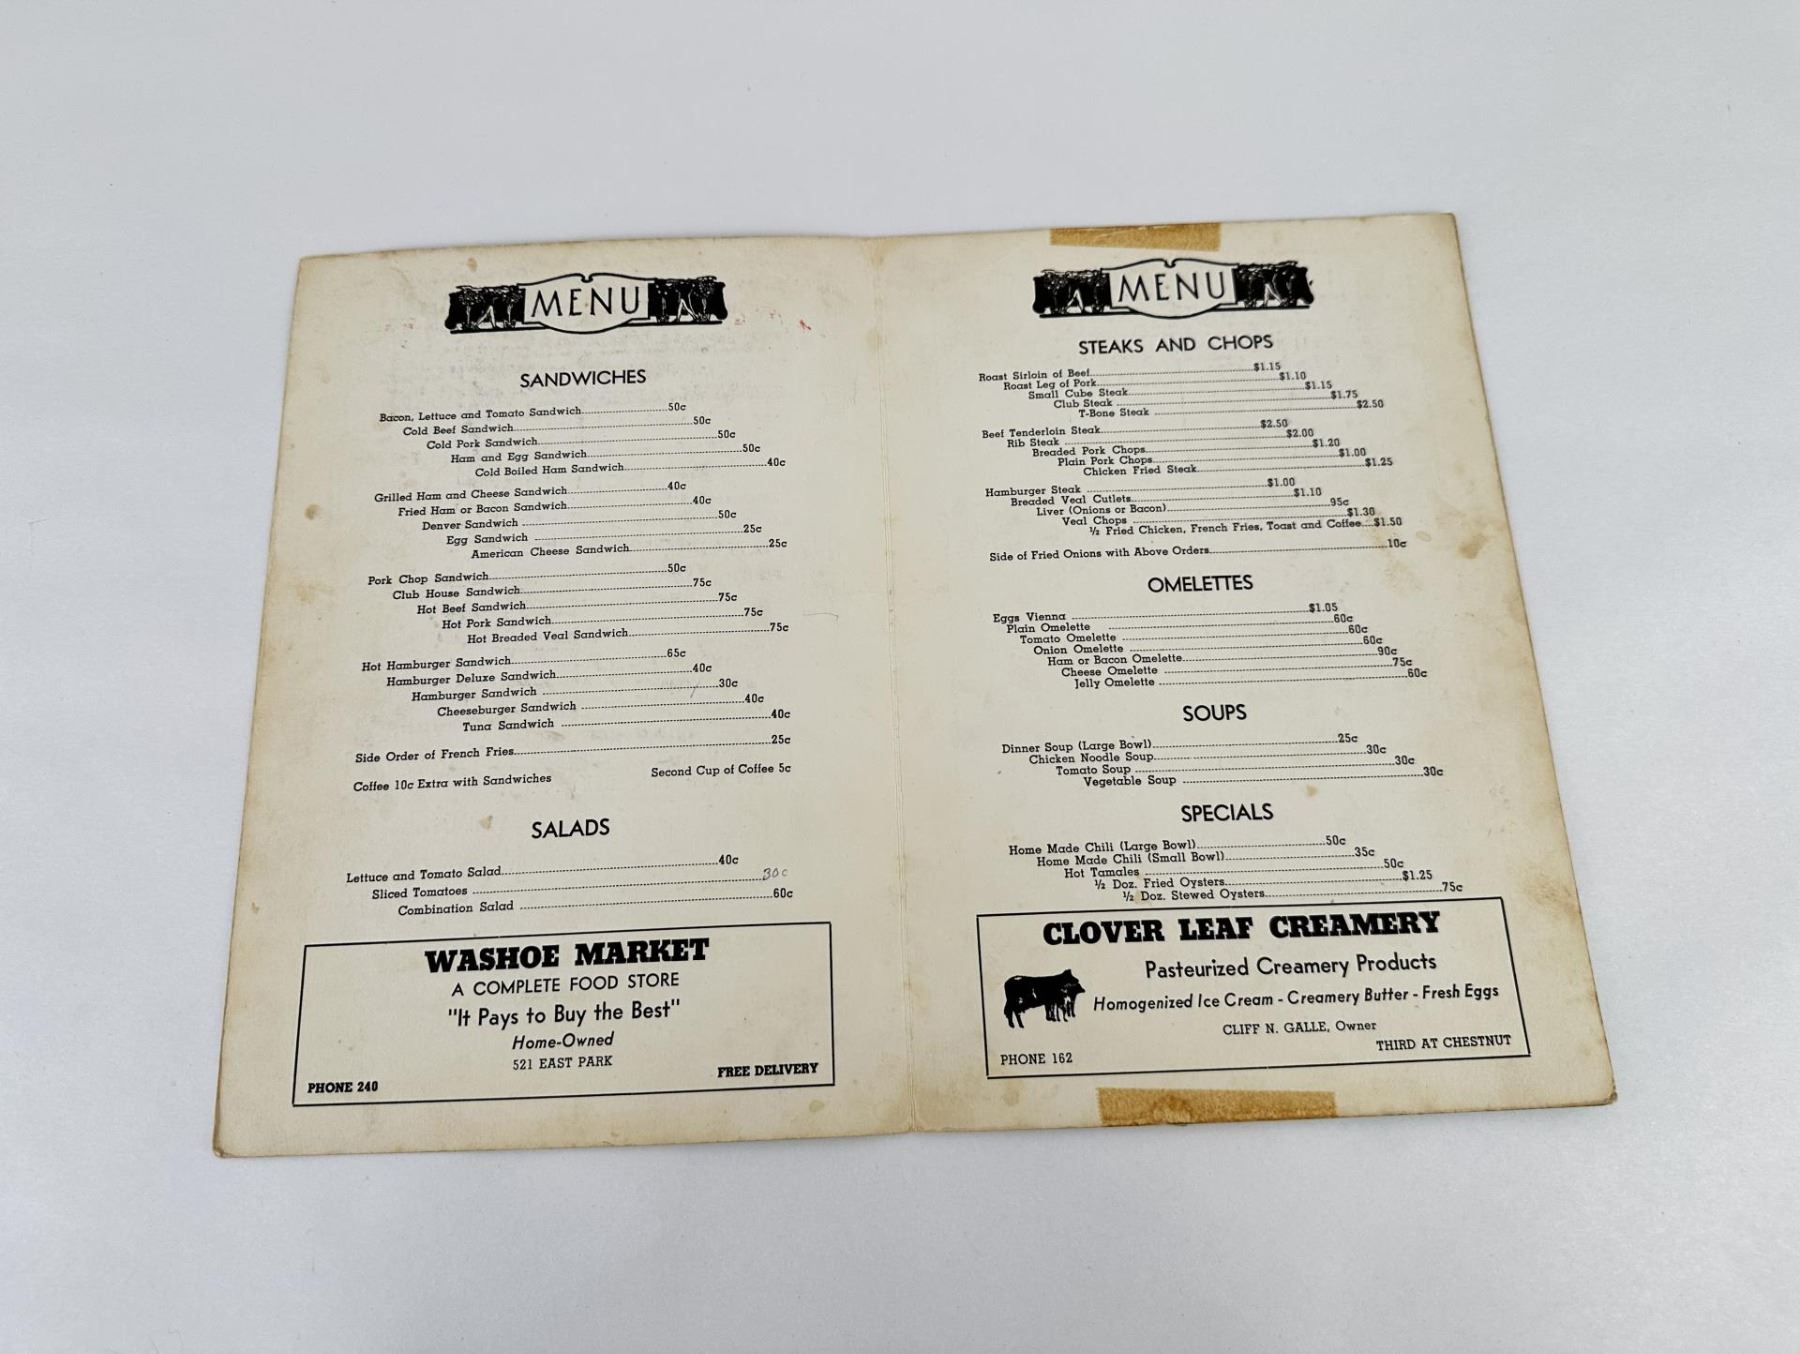 MENU
SANDWICHES
Bacon, Lettuce and Tomato Sandwich 50c
Cold Beef Sandwich 50c
Cold Pork Sandwich 50c
Ham and Egg Sandwich 50c
Cold Boiled Ham Sandwich 40c
Grilled Ham and Cheese Sandwich 40c
Fried Ham or Bacon Sandwich 40c
Denver Sandwich 50c
Egg Sandwich 25c
American Cheese Sandwich 25c
Pork Chop Sandwich 50c
Club House Sandwich 75c
Hot Beef Sandwich 75c
Hot Pork Sandwich 75c
Hot Breaded Veal Sandwich 75c
Hot Hamburger Sandwich 65c
Hamburger Deluxe Sandwich 40c
Hamburger Sandwich 30c
Cheeseburger Sandwich 40c
Tuna Sandwich 40c
Side Order of French Fries 25c
Coffee 10c Extra with Sandwiches Second Cup of Coffee 5c
SALADS
Lettuce and Tomato Salad 40c
Sliced Tomatoes 30c
Combination Salad 60c
WASHOE MARKET
A COMPLETE FOOD STORE
"It Pays to Buy the Best"
Home-Owned
521 EAST PARK
PHONE 240 FREE DELIVERY
MENU
STEAKS AND CHOPS
Roast Sirloin of Beef $1.15
Roast Leg of Pork $1.10
Small Cube Steak $1.15
Club Steak $1.75
T-Bone Steak $2.50
Beef Tenderloin Steak $2.50
Rib Steak $2.00
Breaded Pork Chops $1.20
Plain Pork Chops $1.00
Chicken Fried Steak $1.25
Hamburger Steak $1.00
Breaded Veal Cutlets $1.10
Liver (Onions or Bacon) 95c
Veal Chops $1.30
½ Fried Chicken, French Fries, Toast and Coffee $1.50
Side of Fried Onions with Above Orders 10c
OMELETTES
Eggs Vienna $1.05
Plain Omelette 60c
Tomato Omelette 60c
Onion Omelette 60c
Ham or Bacon Omelette 90c
Cheese Omelette 75c
Jelly Omelette 60c
SOUPS
Dinner Soup (Large Bowl) 25c
Chicken Noodle Soup 30c
Tomato Soup 30c
Vegetable Soup 30c
SPECIALS
Home Made Chili (Large Bowl) 50c
Home Made Chili (Small Bowl) 35c
Hot Tamales 50c
½ Doz. Fried Oysters $1.25
½ Doz. Stewed Oysters 75c
CLOVER LEAF CREAMERY
Pasteurized Creamery Products
Homogenized Ice Cream - Creamery Butter - Fresh Eggs
CLIFF N. GALLE, Owner
PHONE 162 THIRD AT CHESTNUT